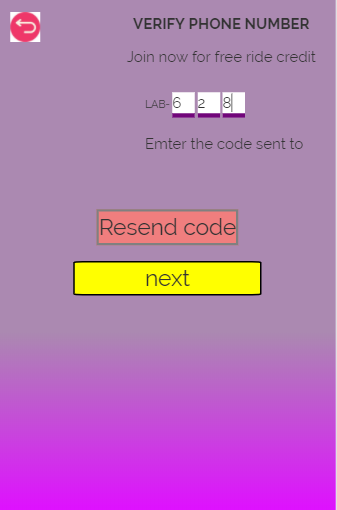 VERIFY PHONE NUMBER
Join now for free ride credit
LAB- 6 2 8
Emter the code sent to
Resend code
next